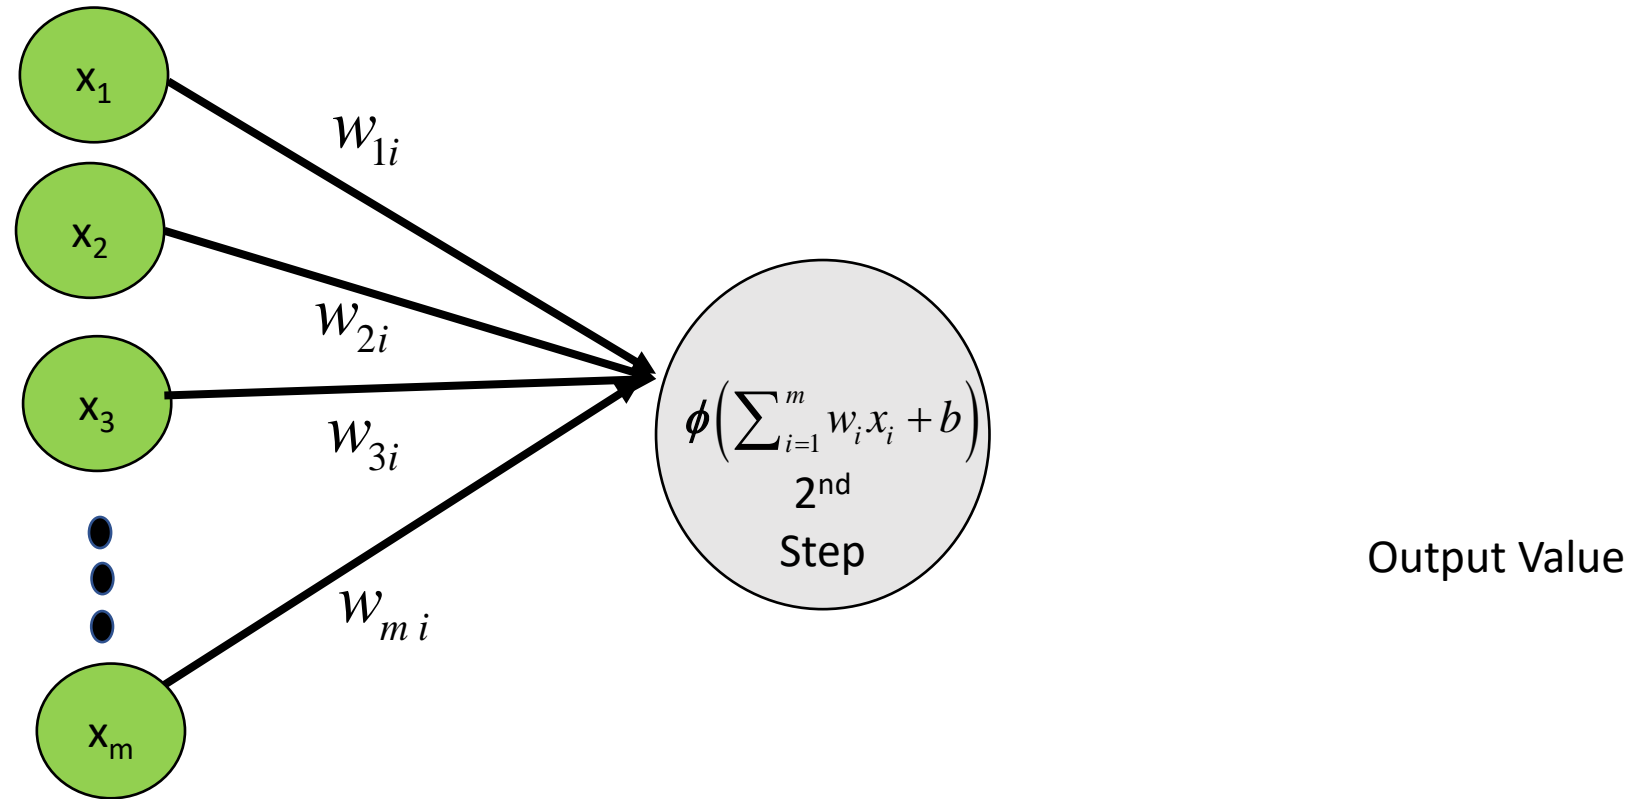 x₁
w₁ᵢ
x₂
w₂ᵢ
x₃
w₃ᵢ
ϕ(∑ᵢ₌₁ᵐ wᵢxᵢ + b)
2ⁿᵈ
Step
Output Value
wₘ ᵢ
xₘ